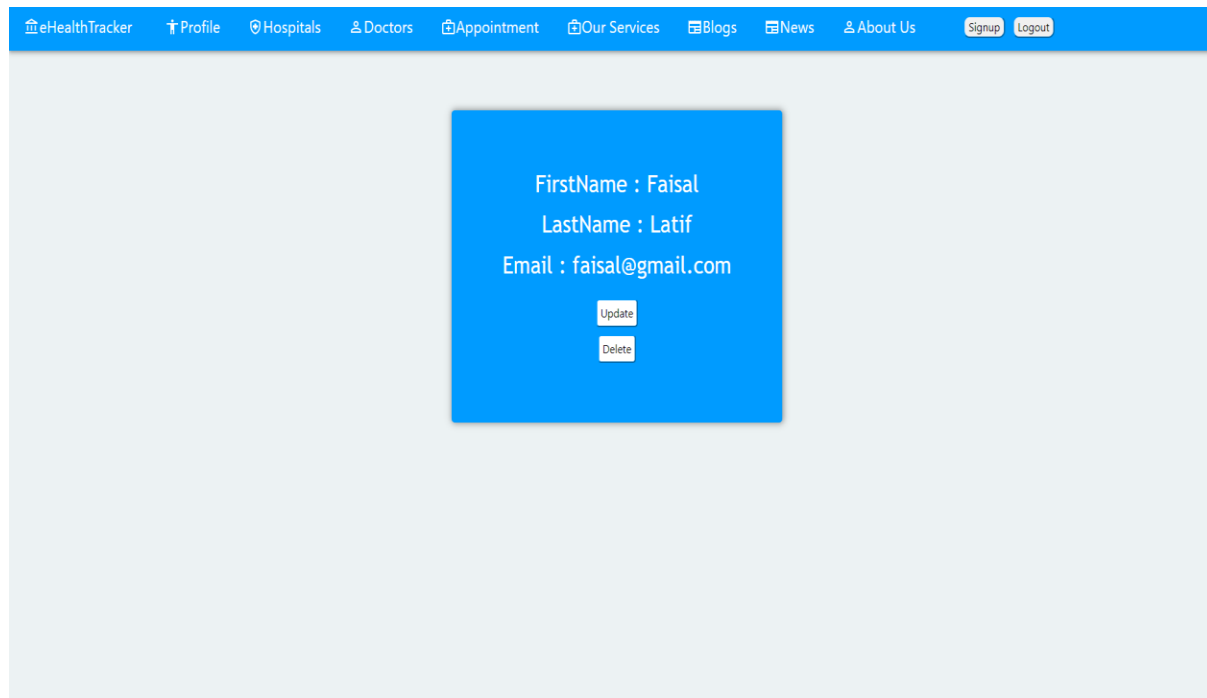 eHealthTracker Profile Hospitals Doctors Appointment Our Services Blogs News About Us Signup Logout
FirstName : Faisal
LastName : Latif
Email : faisal@gmail.com
Update
Delete